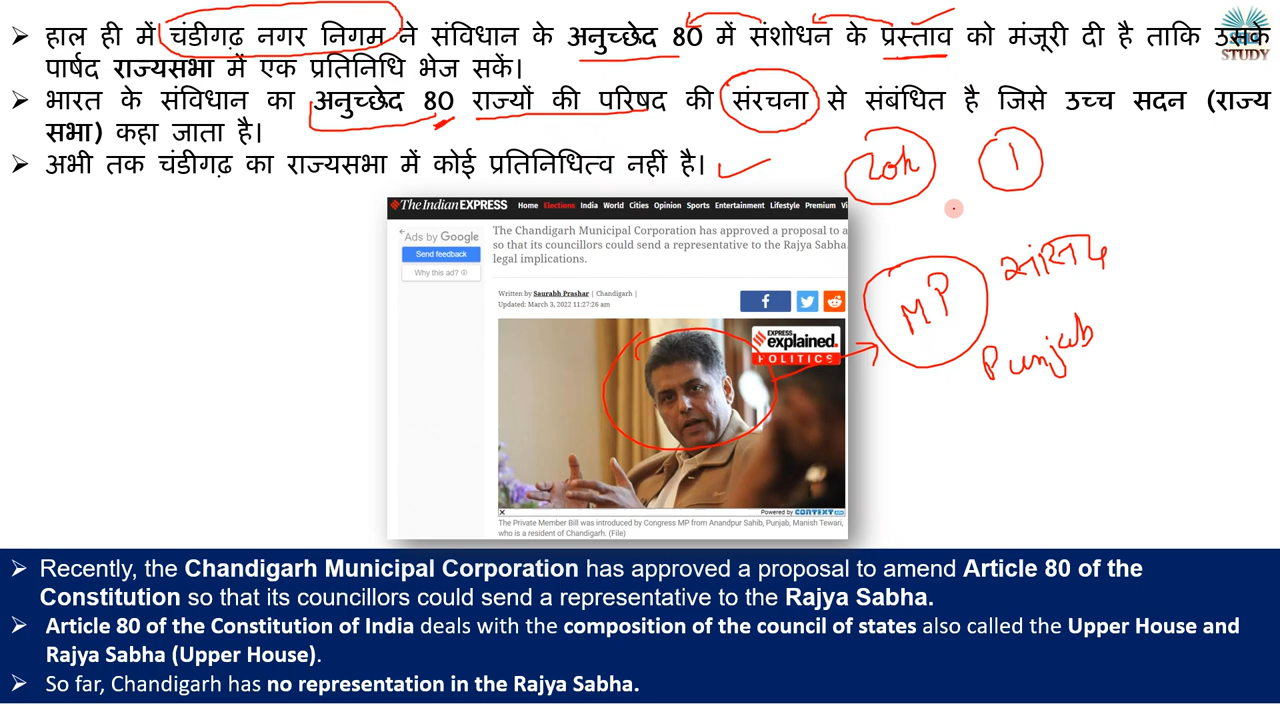 ➢ हाल ही में चंडीगढ़ नगर निगम ने संविधान के अनुच्छेद 80 में संशोधन के प्रस्ताव को मंजूरी दी है ताकि उसके
पार्षद राज्यसभा में एक प्रतिनिधि भेज सकें।
➢ भारत के संविधान का अनुच्छेद 80 राज्यों की परिषद की संरचना से संबंधित है जिसे उच्च सदन (राज्य
सभा) कहा जाता है।
➢ अभी तक चंडीगढ़ का राज्यसभा में कोई प्रतिनिधित्व नहीं है।
STUDY
1
MP
सांसद
Punjab
The Indian EXPRESS Home Elections India World Cities Opinion Sports Entertainment Lifestyle Premium
Ads by Google
Send feedback
Why this ad?
The Chandigarh Municipal Corporation has approved a proposal to a
so that its councillors could send a representative to the Rajya Sabha.
legal implications.
Written by Saurabh Prashar | Chandigarh |
Updated: March 3, 2022 11:27:26 am
EXPRESS
explained.
POLITICS
Powered by CONTEXT
The Private Member Bill was introduced by Congress MP from Anandpur Sahib, Punjab, Manish Tewari,
who is a resident of Chandigarh. (File)
➢ Recently, the Chandigarh Municipal Corporation has approved a proposal to amend Article 80 of the
Constitution so that its councillors could send a representative to the Rajya Sabha.
➢ Article 80 of the Constitution of India deals with the composition of the council of states also called the Upper House and
Rajya Sabha (Upper House).
➢ So far, Chandigarh has no representation in the Rajya Sabha.